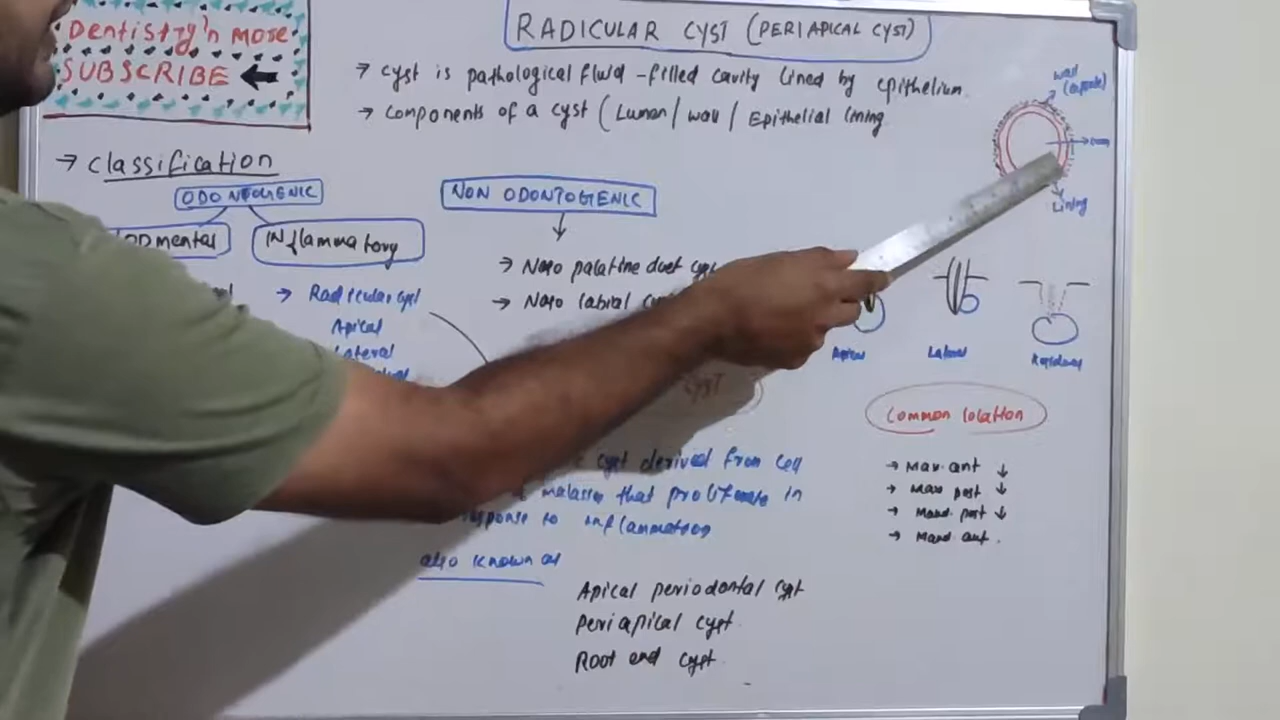 Dentistry'n more
SUBSCRIBE
RADICULAR CYST (PERIAPICAL CYST)
→ cyst is pathological fluid-filled cavity lined by epithelium.
→ components of a cyst (Lumen/wall/Epithelial lining
wall
(capsule)
Lining
→ classification
ODONTOGENIC
Inflammatory
→ Radicular cyst
Apical
Lateral
NON ODONTOGENIC
→ Naso palatine duct cyst
→ Naso labial
Apical
Lateral
Residual
cyst
cyst derived from cell
malassez that proliferate in
response to inflammation
also known as
Apical periodontal cyst
periapical cyst
Root end cyst
Common location
→ Max. ant ↓
→ Max post ↓
→ Mand. post ↓
→ Mand ant.